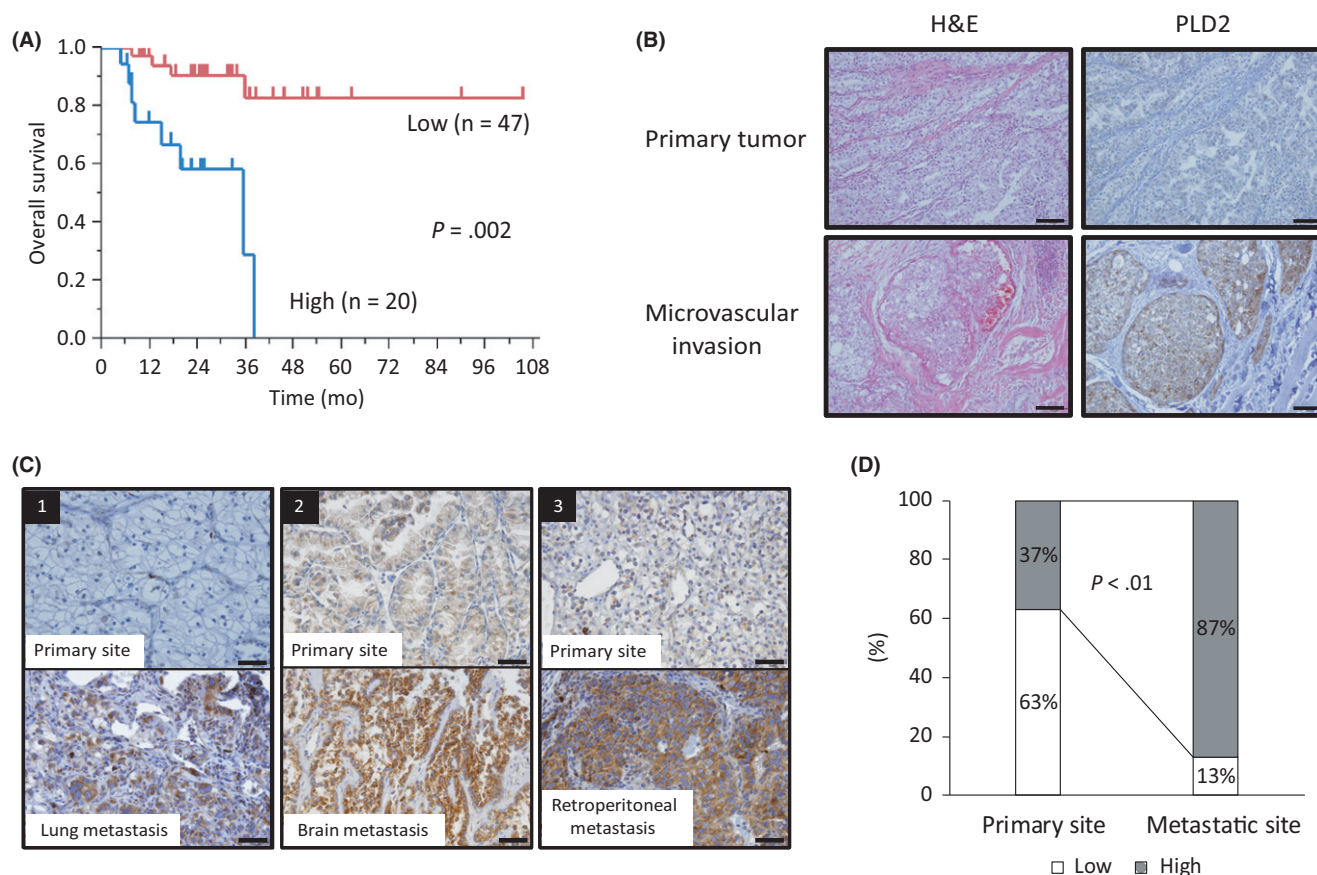 (A)
1.0
0.8
0.6
0.4
0.2
0.0
Overall survival
Low (n = 47)
P = .002
High (n = 20)
0 12 24 36 48 60 72 84 96 108
Time (mo)
(B)
H&E PLD2
Primary tumor
Microvascular
invasion
(C)
1 2 3
Primary site Primary site Primary site
Lung metastasis Brain metastasis Retroperitoneal
metastasis
(D)
100
80
60
40
20
0
(%)
37%
63%
P < .01
87%
13%
Primary site Metastatic site
Low High